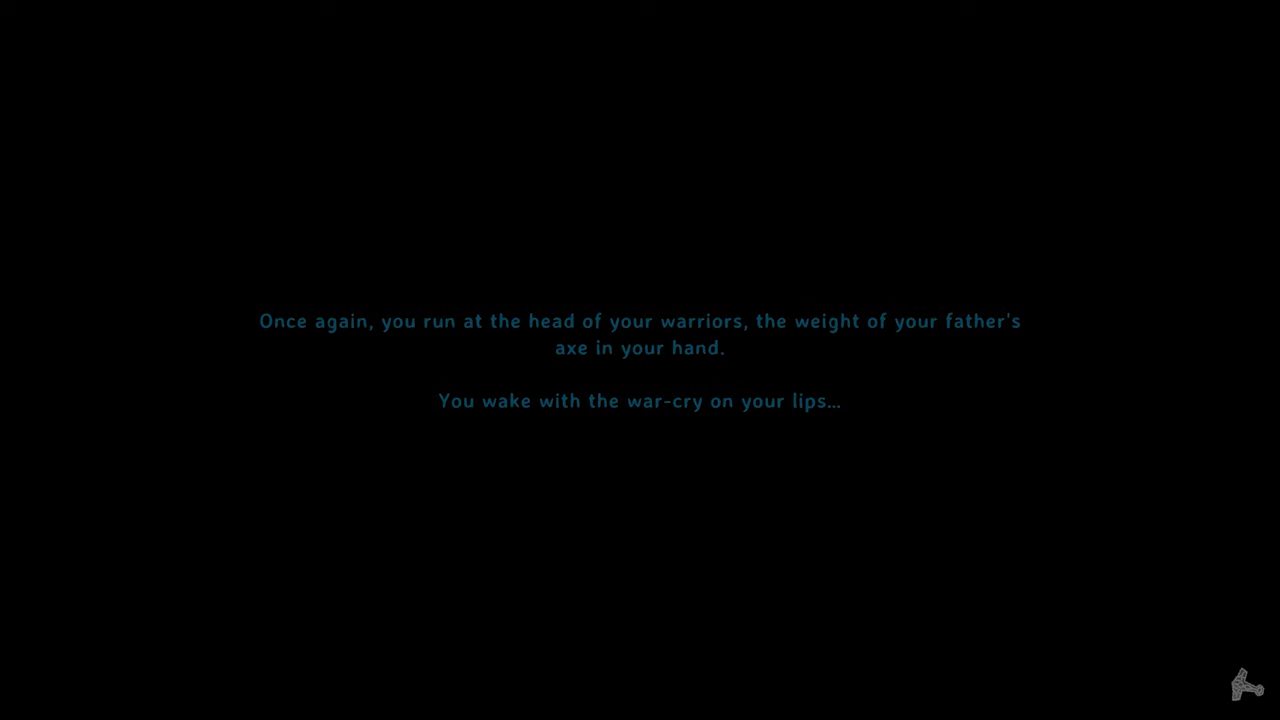 Once again, you run at the head of your warriors, the weight of your father's
axe in your hand.
You wake with the war-cry on your lips...